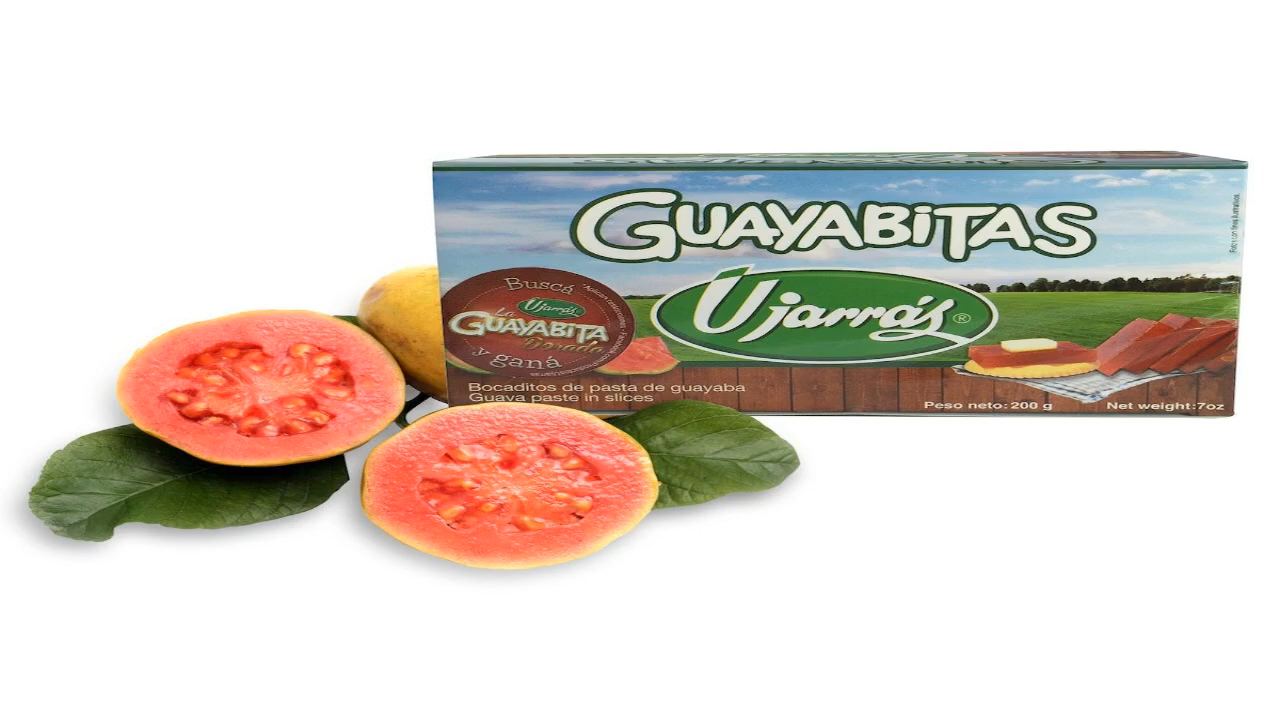 GUAYABiTAS
Ujarrás®
Buscá
Ujarrás
La
GUAYABiTA
Dorada
y ganá
Bocaditos de pasta de guayaba
Guava paste in slices
Peso neto: 200 g
Net weight:7oz